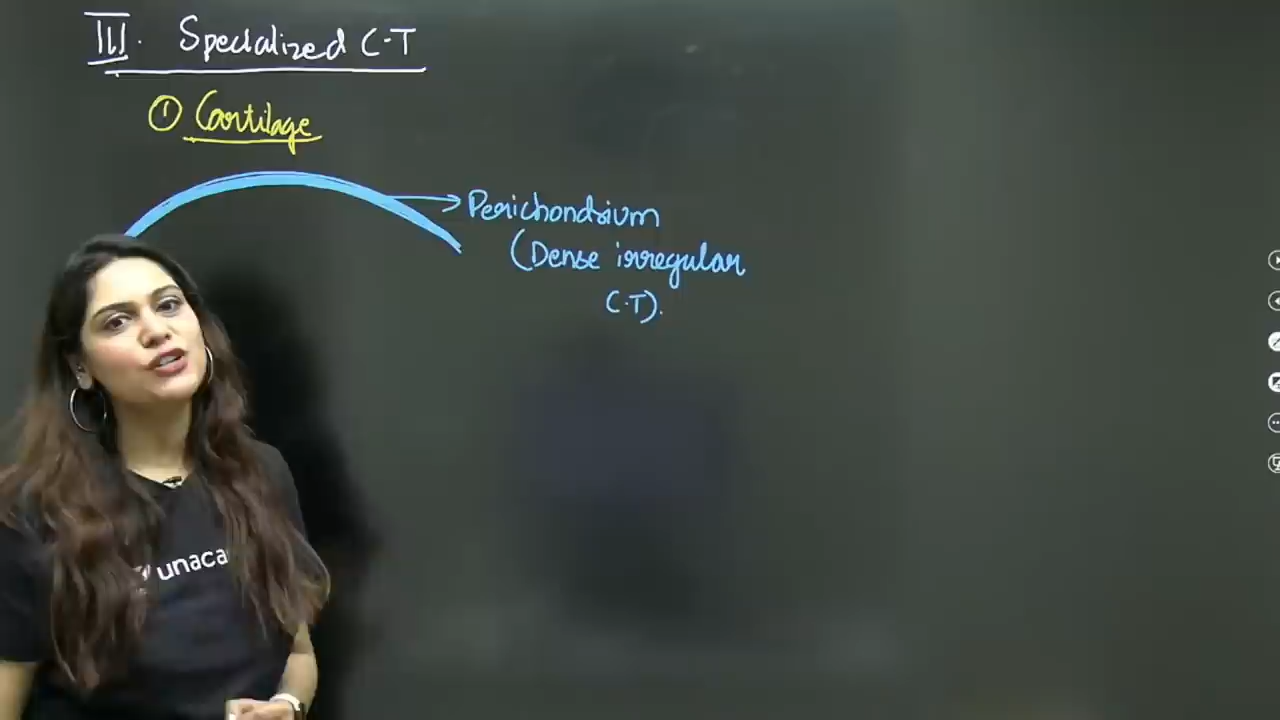 III. Specialized C.T
① Cartilage
Perichondrium
(Dense irregular
C.T).
unaca